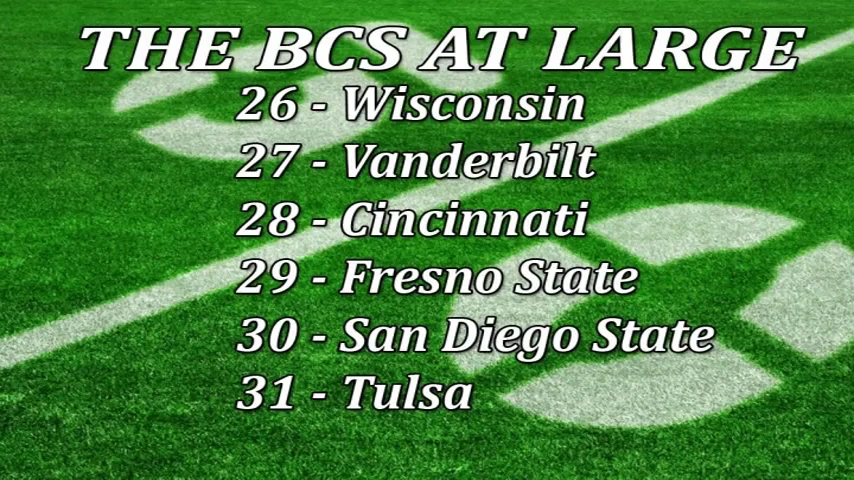 THE BCS AT LARGE
26 - Wisconsin
27 - Vanderbilt
28 - Cincinnati
29 - Fresno State
30 - San Diego State
31 - Tulsa